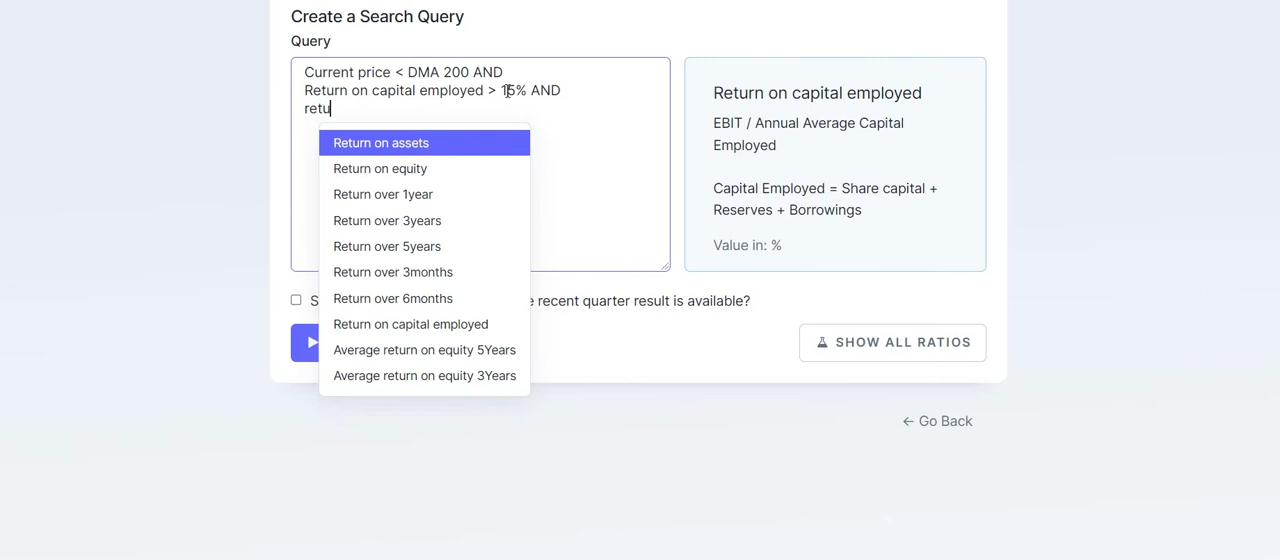 Create a Search Query
Query
Current price < DMA 200 AND
Return on capital employed > 15% AND
retu
Return on assets
Return on equity
Return over 1year
Return over 3years
Return over 5years
Return over 3months
Return over 6months
Return on capital employed
Average return on equity 5Years
Average return on equity 3Years
Return on capital employed
EBIT / Annual Average Capital
Employed
Capital Employed = Share capital +
Reserves + Borrowings
Value in: %
recent quarter result is available?
SHOW ALL RATIOS
← Go Back